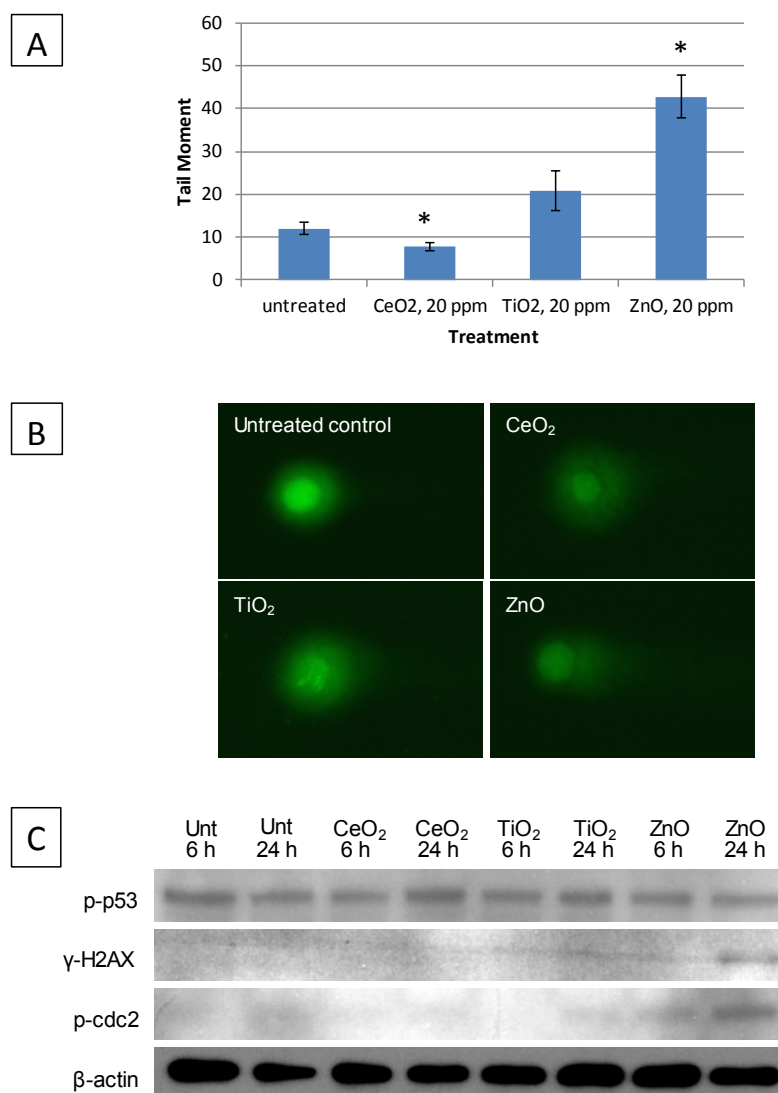 A
60
50
40
30
20
10
0
Tail Moment
*
*
untreated CeO2, 20 ppm TiO2, 20 ppm ZnO, 20 ppm
Treatment
B
Untreated control
CeO₂
TiO₂
ZnO
C
Unt Unt CeO₂ CeO₂ TiO₂ TiO₂ ZnO ZnO
6 h 24 h 6 h 24 h 6 h 24 h 6 h 24 h
p-p53
γ-H2AX
p-cdc2
β-actin